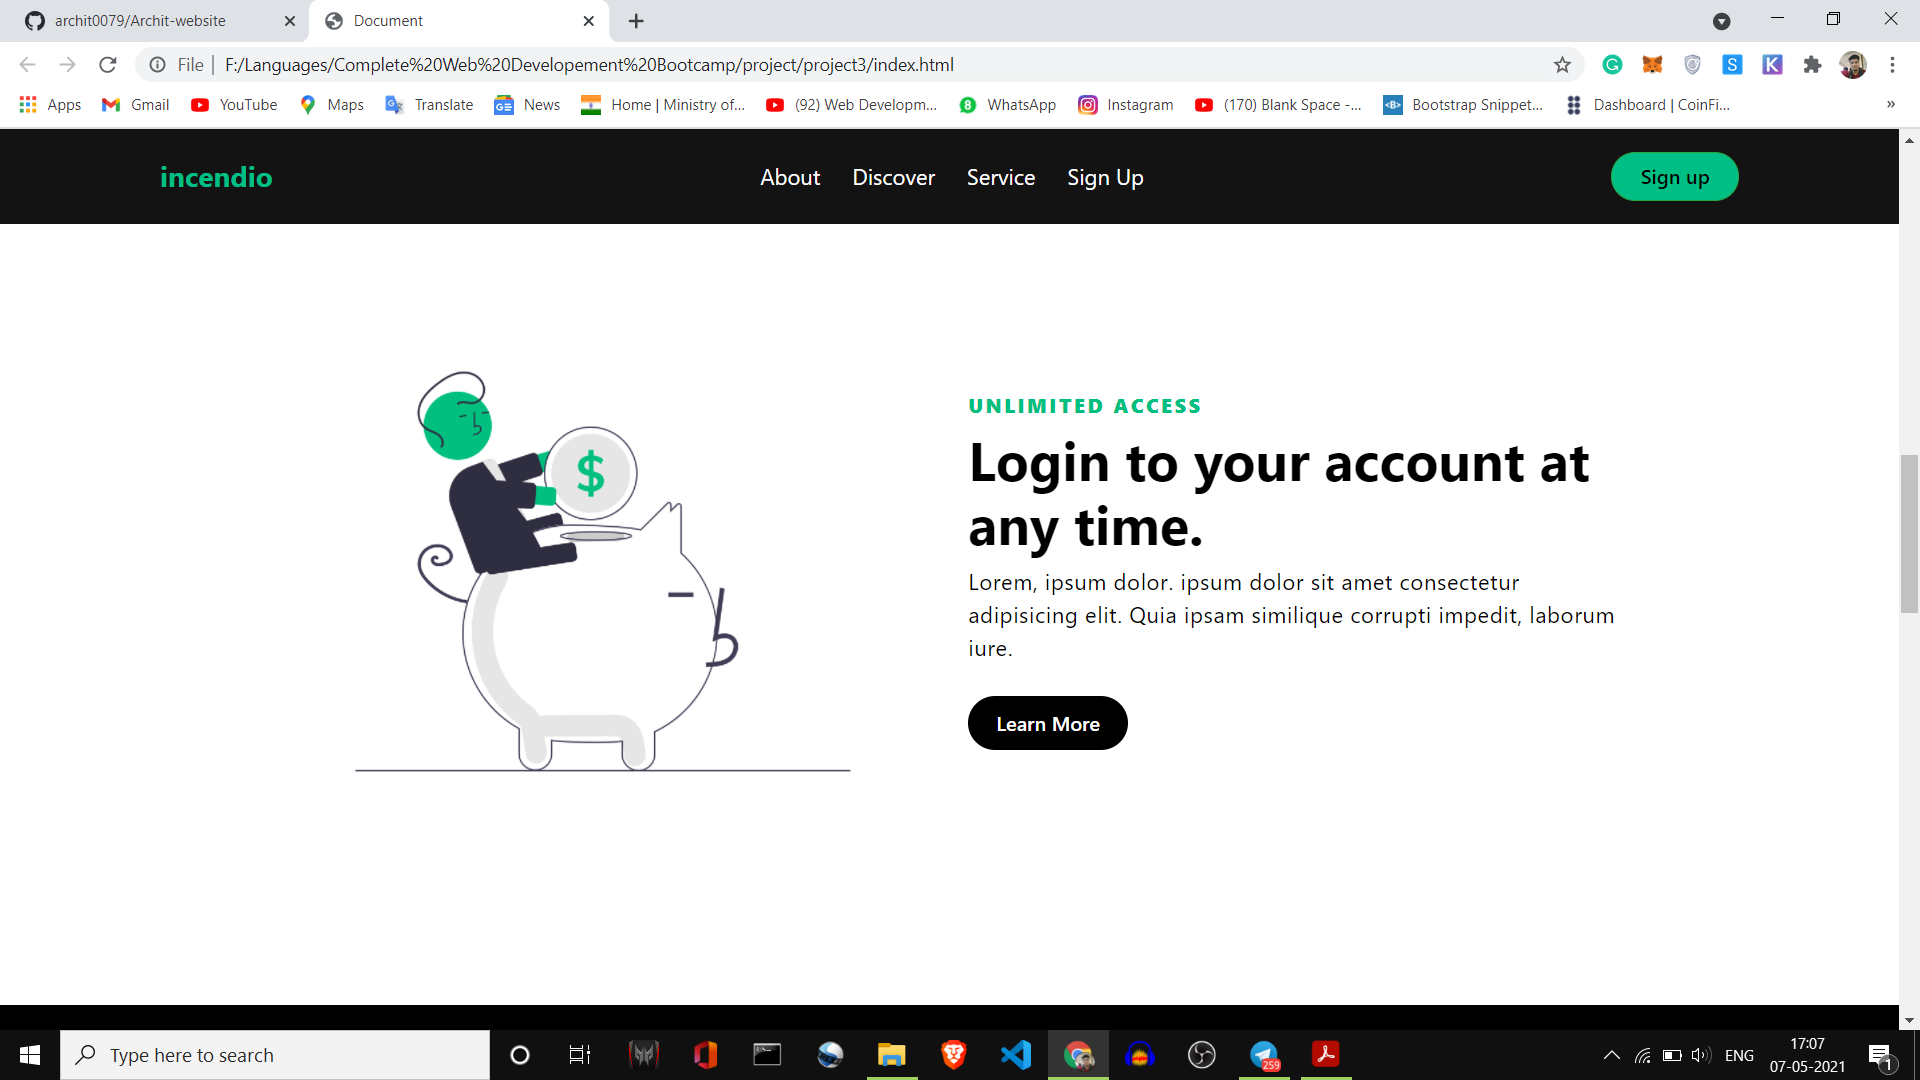 archit0079/Archit-website
Document
File
F:/Languages/Complete%20Web%20Developement%20Bootcamp/project/project3/index.html
Apps
Gmail
YouTube
Maps
Translate
News
Home | Ministry of...
(92) Web Developm...
WhatsApp
Instagram
(170) Blank Space -...
Bootstrap Snippet...
Dashboard | CoinFi...
»
incendio
About
Discover
Service
Sign Up
Sign up
$
UNLIMITED ACCESS
Login to your account at
any time.
Lorem, ipsum dolor. ipsum dolor sit amet consectetur
adipisicing elit. Quia ipsam similique corrupti impedit, laborum
iure.
Learn More
Type here to search
259
ENG
17:07
07-05-2021
1